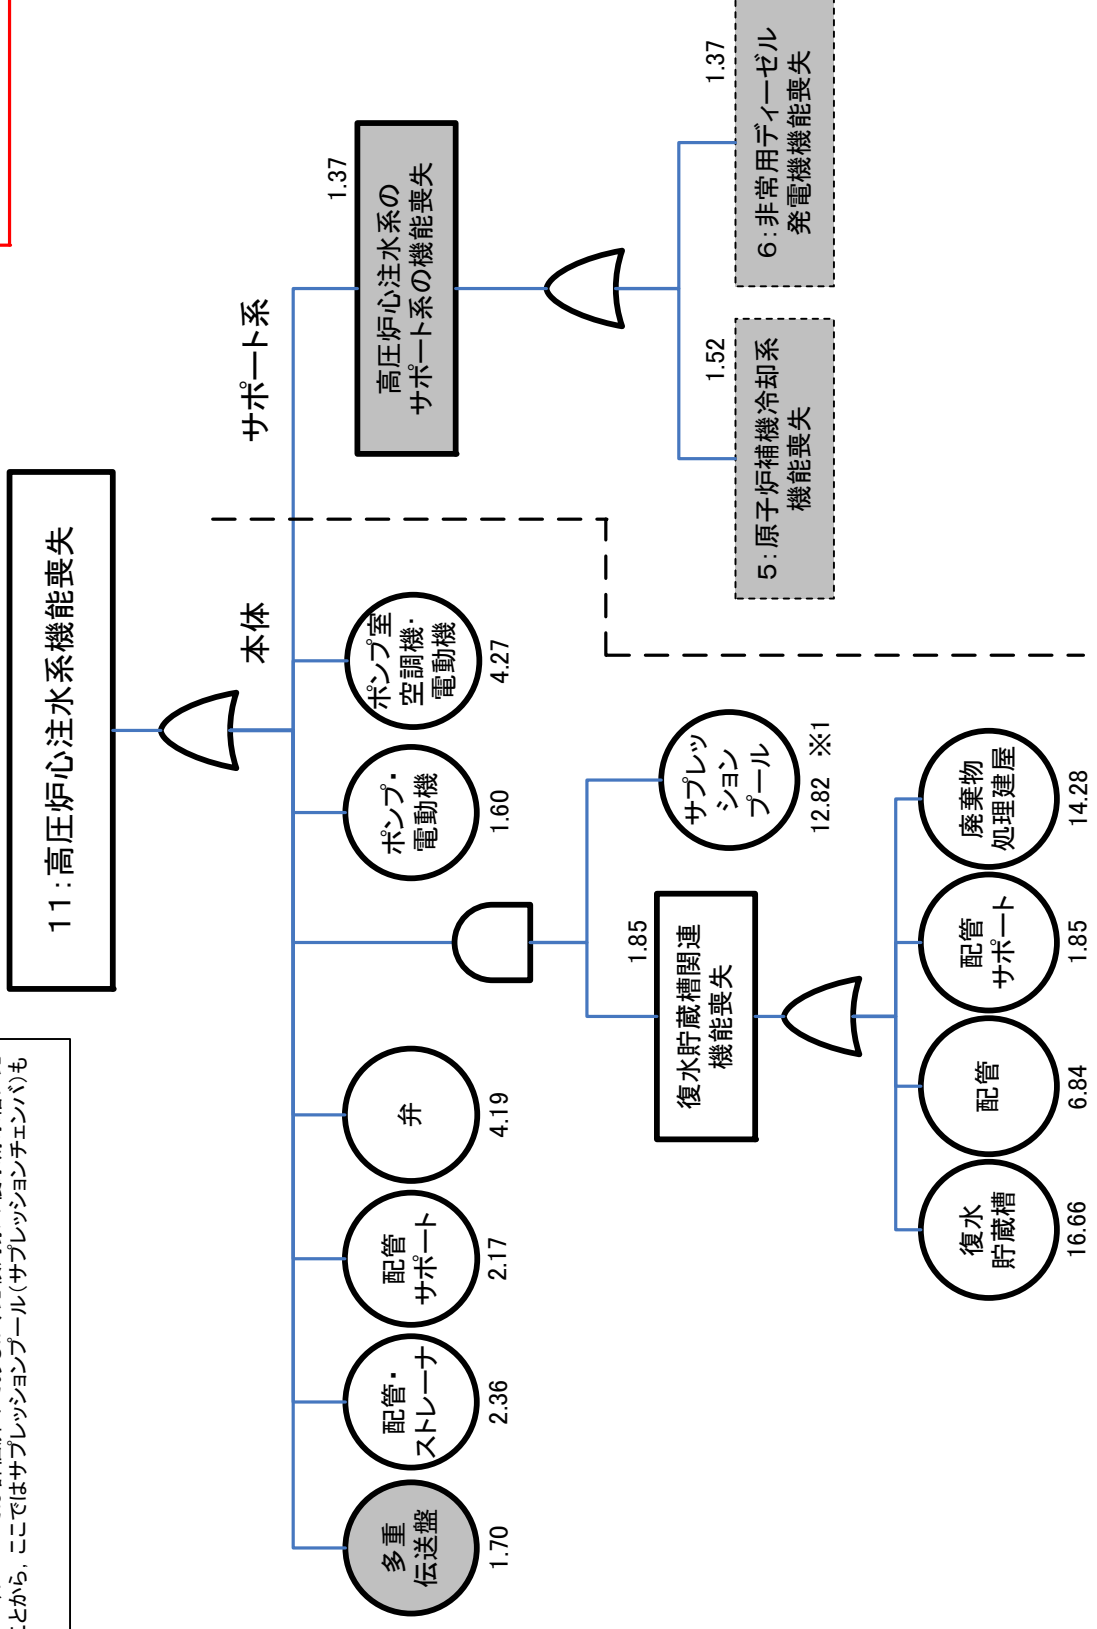 ことから，ここではサプレッションプール(サプレッションチェンバ)も
11：高圧炉心注水系機能喪失
本体
サポート系
多重
伝送盤
1.70
配管・
ストレーナ
2.36
配管
サポート
2.17
弁
4.19
ポンプ・
電動機
1.60
ポンプ室
空調機・
電動機
4.27
1.37
高圧炉心注水系の
サポート系の機能喪失
1.85
復水貯蔵槽関連
機能喪失
サプレッ
ション
プール
12.82 ※1
1.52
5：原子炉補機冷却系
機能喪失
1.37
6：非常用ディーゼル
発電機機能喪失
復水
貯蔵槽
16.66
配管
6.84
配管
サポート
1.85
廃棄物
処理建屋
14.28